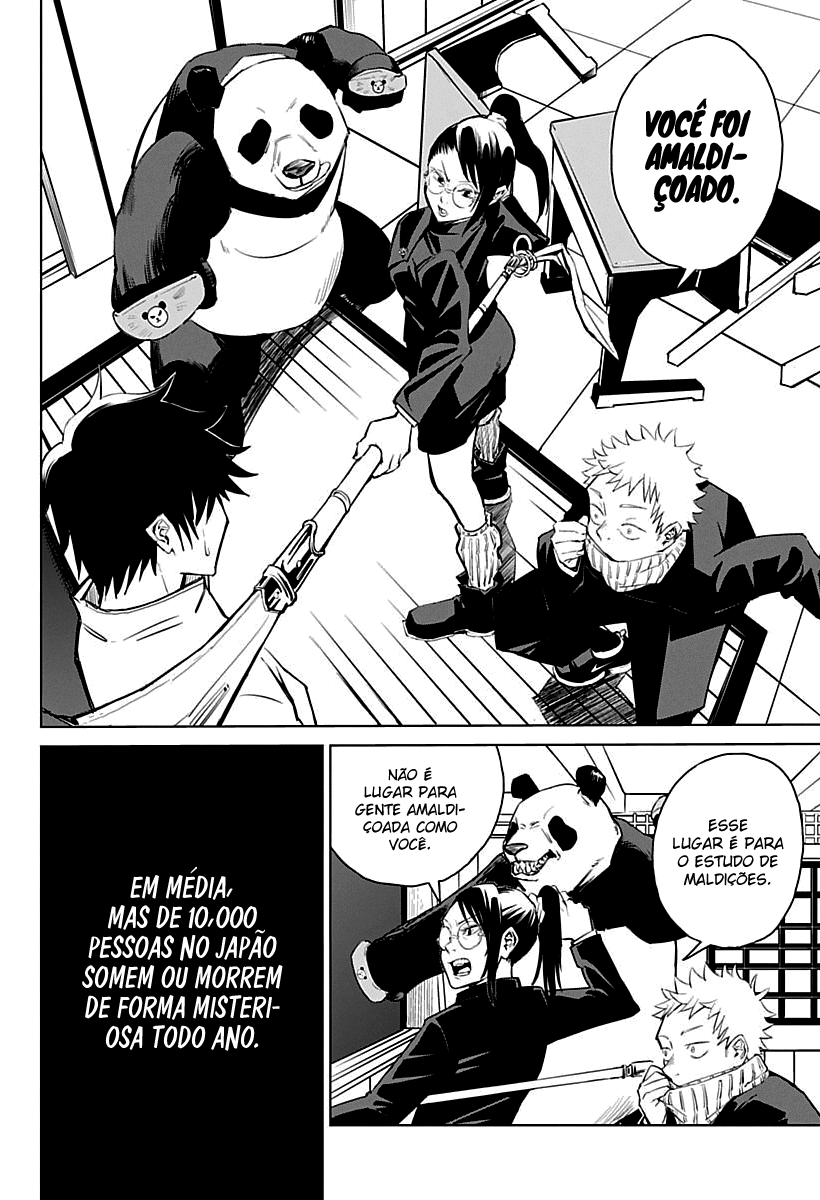 VOCÊ FOI
AMALDI-
ÇOADO.
ESSE
LUGAR É PARA
O ESTUDO DE
MALDIÇÕES.
NÃO É
LUGAR PARA
GENTE AMALDI-
ÇOADA COMO
VOCÊ.
EM MÉDIA,
MAS DE 10,000
PESSOAS NO JAPÃO
SOMEM OU MORREM
DE FORMA MISTERI-
OSA TODO ANO.